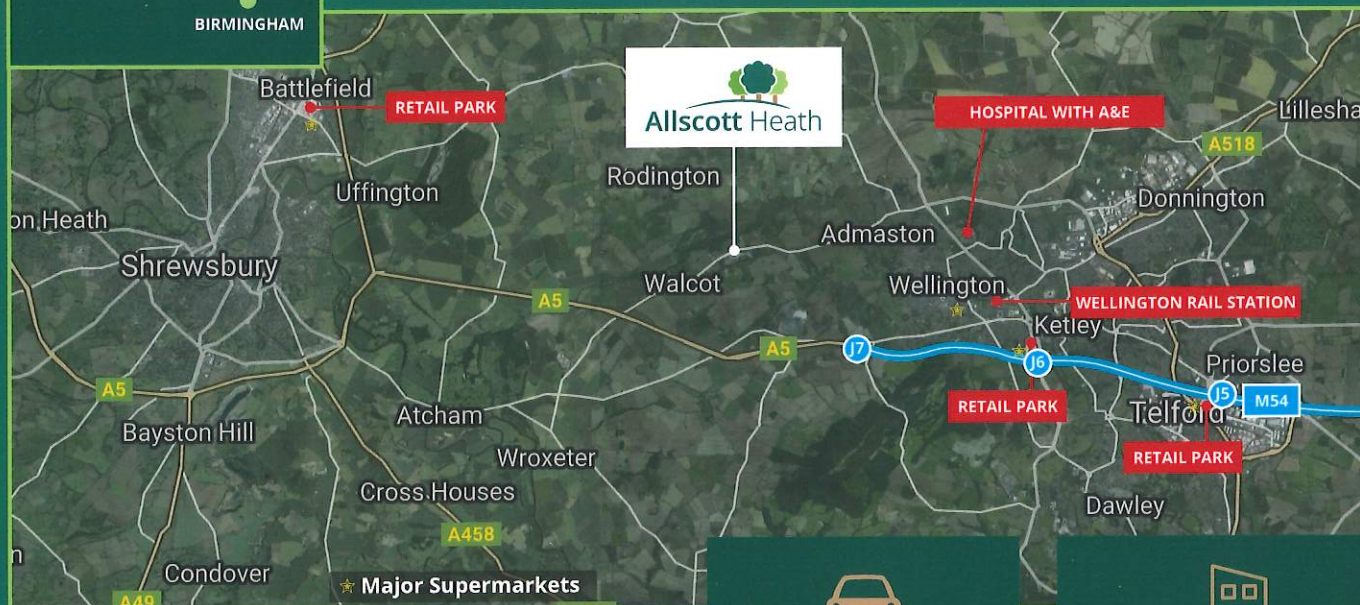 BIRMINGHAM
Battlefield
RETAIL PARK
Allscott Heath
HOSPITAL WITH A&E
Lillesha
A518
Rodington
Uffington
Donnington
on Heath
Admaston
Shrewsbury
Walcot
Wellington
A5
WELLINGTON RAIL STATION
Ketley
A5
J7
J6
Priorslee
A5
J5
M54
RETAIL PARK
Telford
Atcham
Bayston Hill
Wroxeter
RETAIL PARK
Cross Houses
Dawley
A458
n
Condover
Major Supermarkets
A49